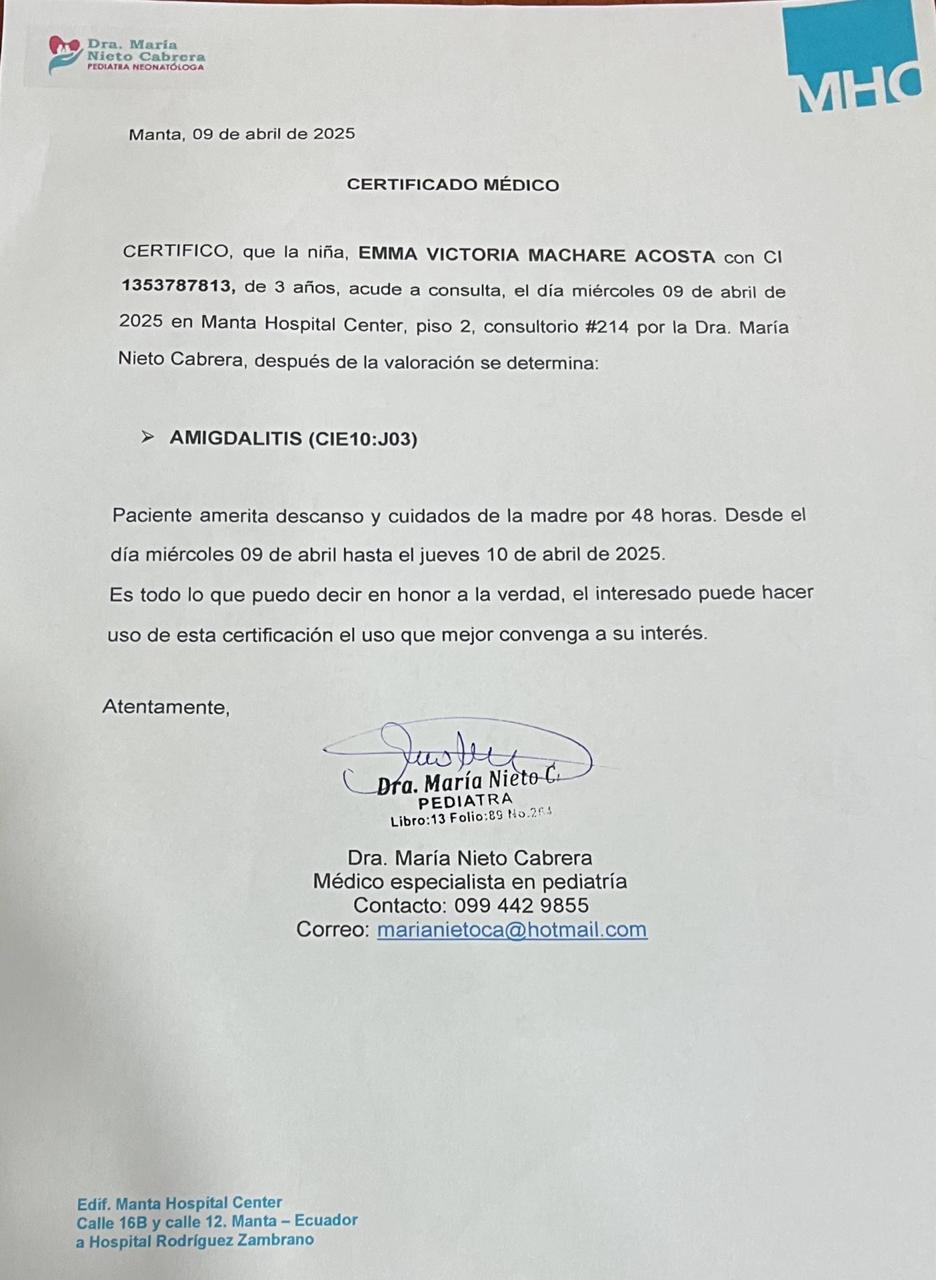 Dra. María
Nieto Cabrera
PEDIATRA NEONATÓLOGA
MHC
Manta, 09 de abril de 2025
CERTIFICADO MÉDICO
CERTIFICO, que la niña, EMMA VICTORIA MACHARE ACOSTA con CI
1353787813, de 3 años, acude a consulta, el día miércoles 09 de abril de
2025 en Manta Hospital Center, piso 2, consultorio #214 por la Dra. María
Nieto Cabrera, después de la valoración se determina:
➢ AMIGDALITIS (CIE10:J03)
Paciente amerita descanso y cuidados de la madre por 48 horas. Desde el
día miércoles 09 de abril hasta el jueves 10 de abril de 2025.
Es todo lo que puedo decir en honor a la verdad, el interesado puede hacer
uso de esta certificación el uso que mejor convenga a su interés.
Atentamente,
Dra. María Nieto C.
PEDIATRA
Libro:13 Folio:89 No.
Dra. María Nieto Cabrera
Médico especialista en pediatría
Contacto: 099 442 9855
Correo: marianietoca@hotmail.com
Edif. Manta Hospital Center
Calle 16B y calle 12. Manta – Ecuador
a Hospital Rodríguez Zambrano